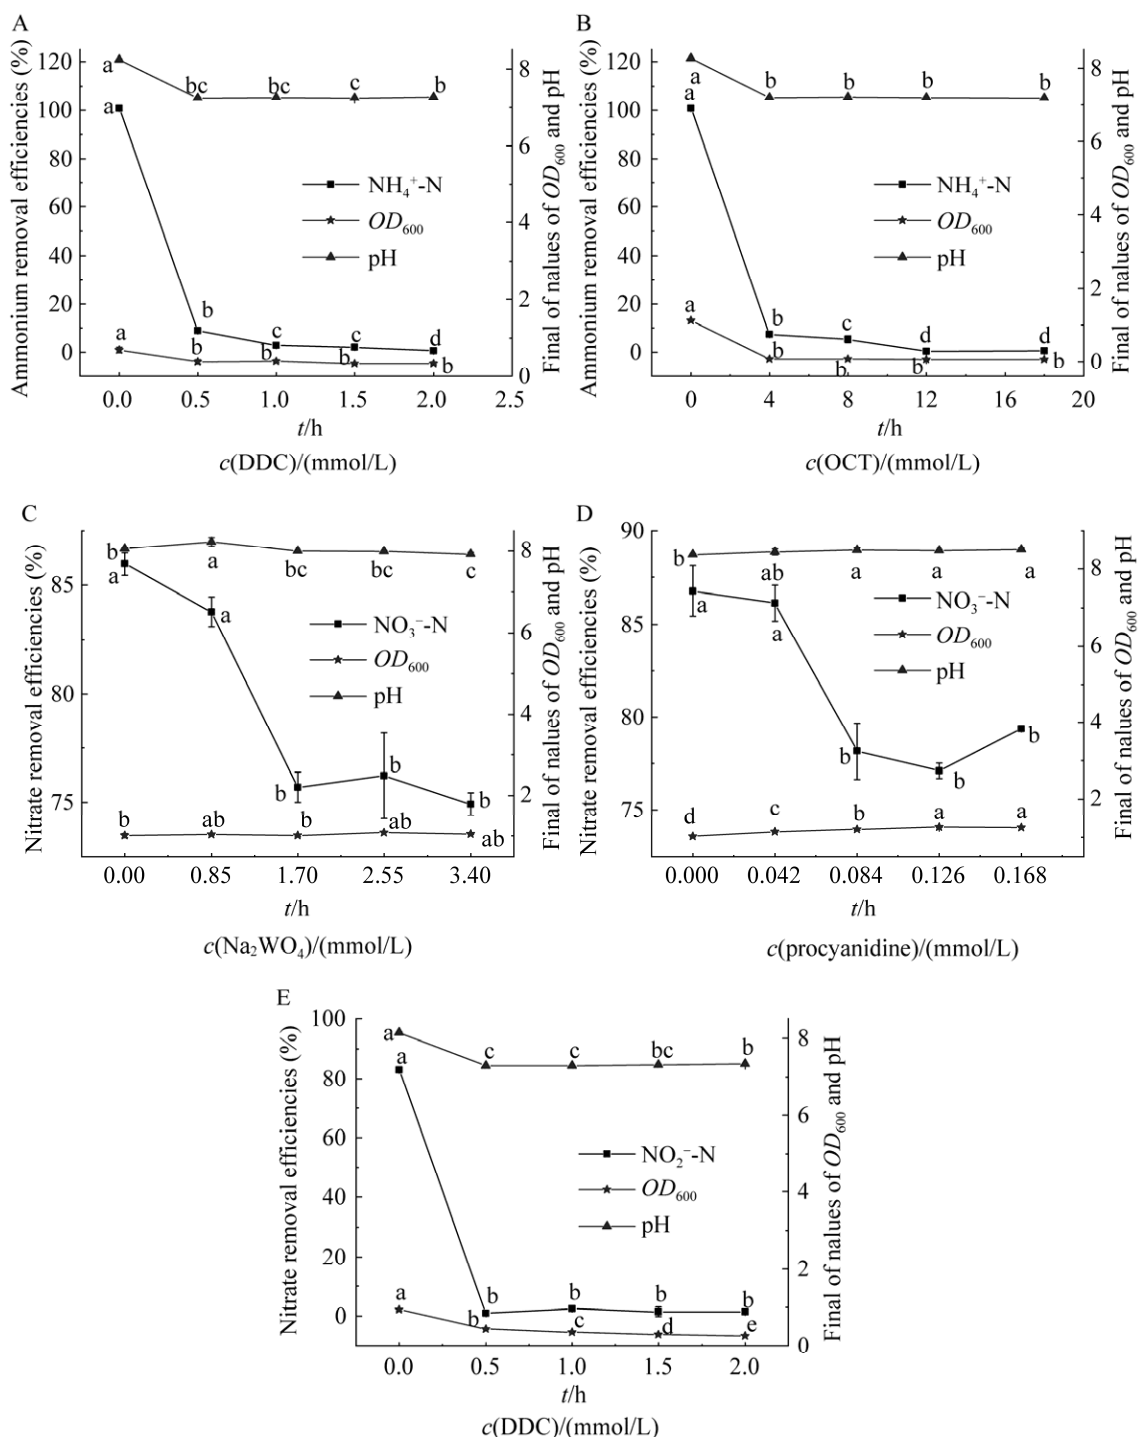 A
Ammonium removal efficiencies (%)
120
100
80
60
40
20
0
a
bc
bc
c
b
a
b
c
c
d
a
b
b
b
b
NH₄⁺-N
OD₆₀₀
pH
8
6
4
2
0
Final of nalues of OD₆₀₀ and pH
0.0 0.5 1.0 1.5 2.0 2.5
t/h
c(DDC)/(mmol/L)
B
Ammonium removal efficiencies (%)
120
100
80
60
40
20
0
a
b
b
b
b
a
b
c
d
d
a
b
b
b
b
NH₄⁺-N
OD₆₀₀
pH
8
6
4
2
0
Final of nalues of OD₆₀₀ and pH
0 4 8 12 16 20
t/h
c(OCT)/(mmol/L)
C
Nitrate removal efficiencies (%)
85
80
75
b
a
bc
bc
c
a
a
b
b
b
b
ab
b
ab
ab
NO₃⁻-N
OD₆₀₀
pH
8
6
4
2
Final of nalues of OD₆₀₀ and pH
0.00 0.85 1.70 2.55 3.40
t/h
c(Na₂WO₄)/(mmol/L)
D
Nitrate removal efficiencies (%)
90
85
80
75
b
ab
a
a
a
a
a
b
b
b
d
c
b
a
a
NO₃⁻-N
OD₆₀₀
pH
8
6
4
2
Final of nalues of OD₆₀₀ and pH
0.000 0.042 0.084 0.126 0.168
t/h
c(procyanidine)/(mmol/L)
E
Nitrate removal efficiencies (%)
100
80
60
40
20
0
a
c
c
bc
b
a
b
b
b
b
a
b
c
d
e
NO₂⁻-N
OD₆₀₀
pH
8
6
4
2
0
Final of nalues of OD₆₀₀ and pH
0.0 0.5 1.0 1.5 2.0
t/h
c(DDC)/(mmol/L)